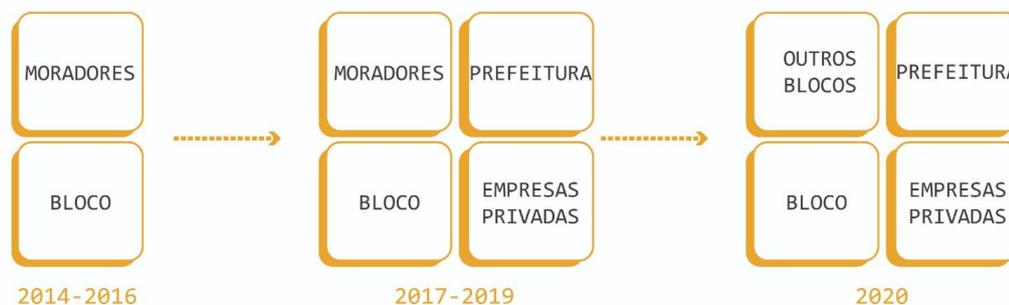 MORADORES
BLOCO
2014-2016
MORADORES
PREFEITURA
BLOCO
EMPRESAS
PRIVADAS
2017-2019
OUTROS
BLOCOS
PREFEITURA
BLOCO
EMPRESAS
PRIVADAS
2020